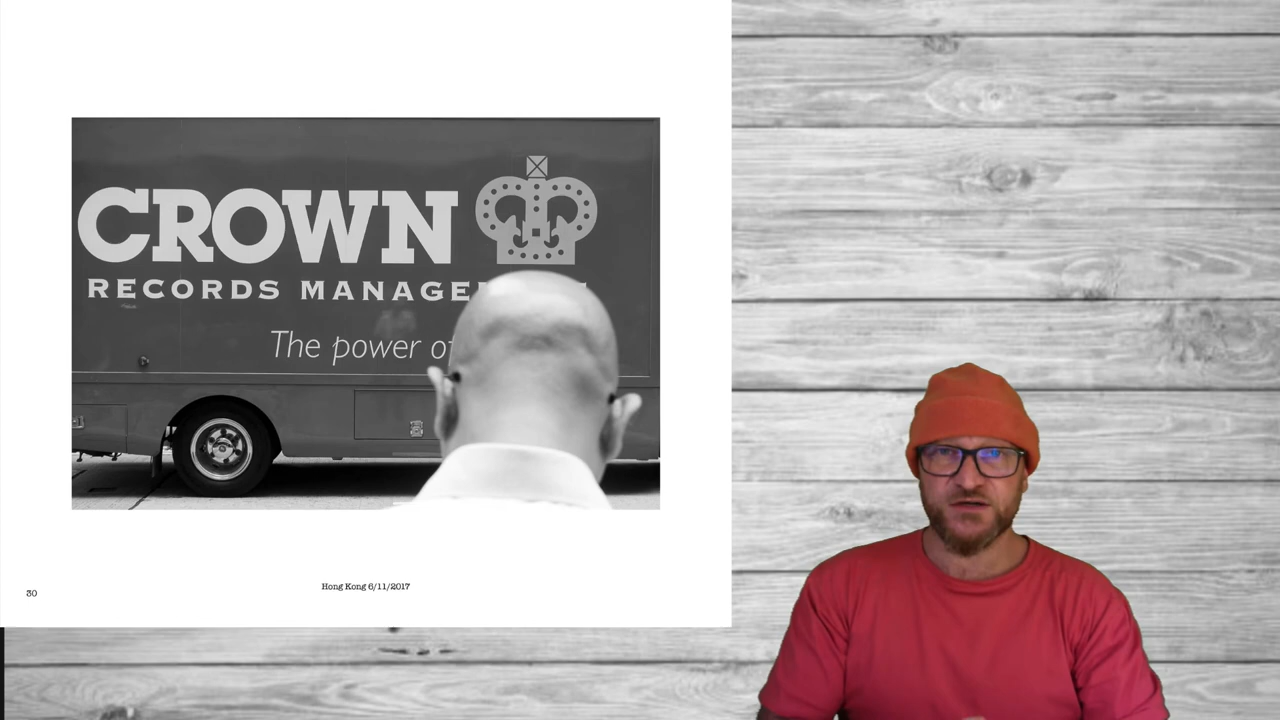 CROWN
RECORDS MANAGE
The power of
Hong Kong 6/11/2017
30